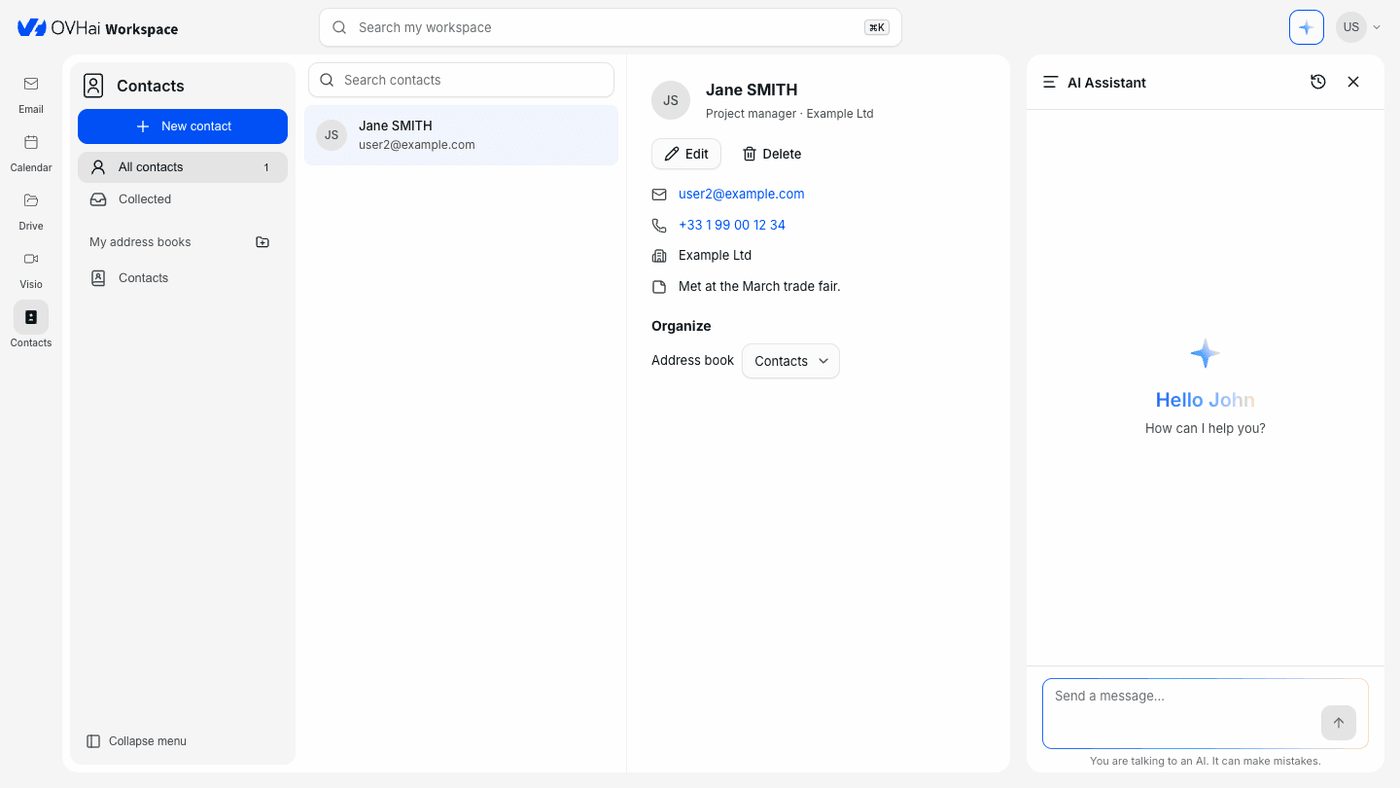 OVHai Workspace
Search my workspace
⌘K
US
Email
Calendar
Drive
Visio
Contacts
Contacts
New contact
All contacts 1
Collected
My address books
Contacts
Collapse menu
Search contacts
JS
Jane SMITH
user2@example.com
JS
Jane SMITH
Project manager · Example Ltd
Edit
Delete
user2@example.com
+33 1 99 00 12 34
Example Ltd
Met at the March trade fair.
Organize
Address book
Contacts
AI Assistant
Hello John
How can I help you?
Send a message...
You are talking to an AI. It can make mistakes.